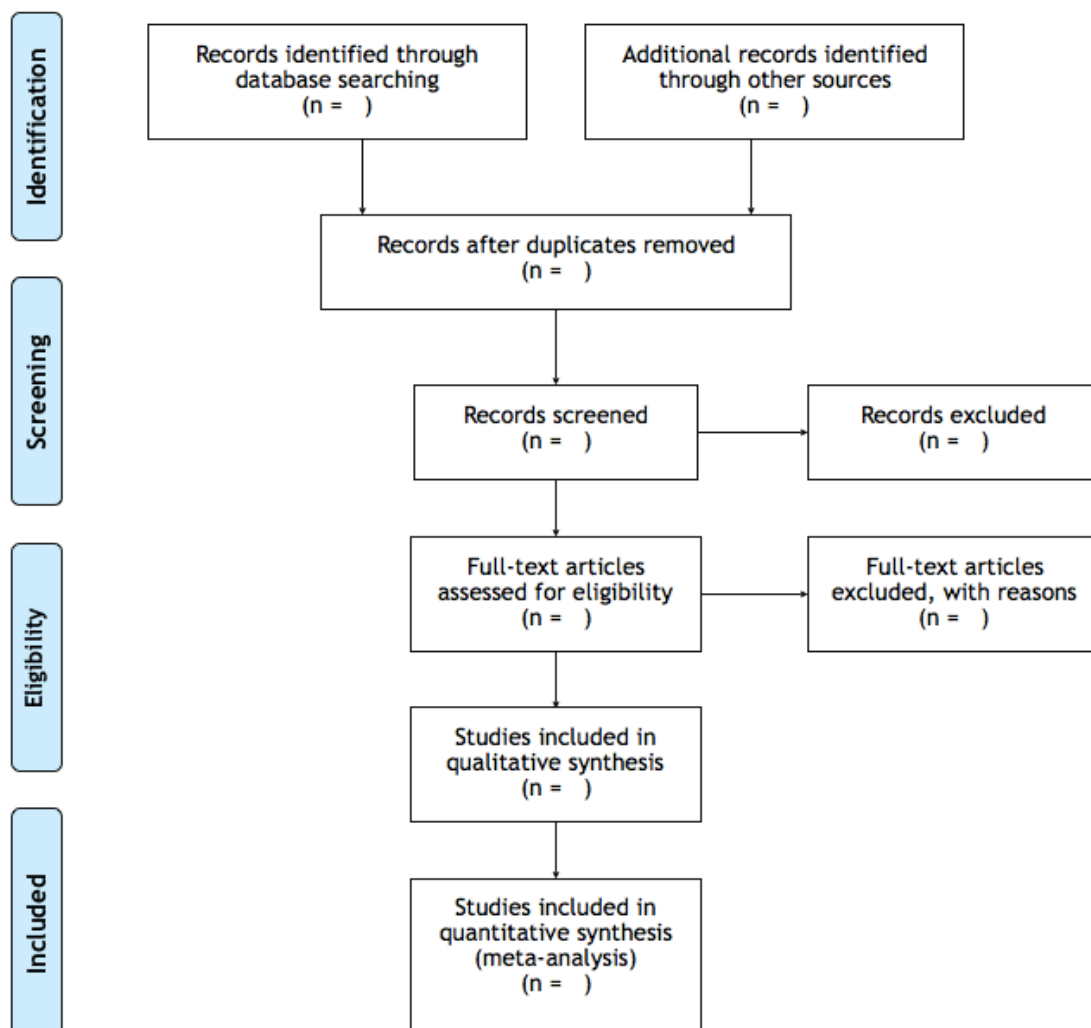 Identification
Records identified through
database searching
(n =   )
Additional records identified
through other sources
(n =   )
Records after duplicates removed
(n =   )
Screening
Records screened
(n =   )
Records excluded
(n =   )
Eligibility
Full-text articles
assessed for eligibility
(n =   )
Full-text articles
excluded, with reasons
(n =   )
Studies included in
qualitative synthesis
(n =   )
Included
Studies included in
quantitative synthesis
(meta-analysis)
(n =   )